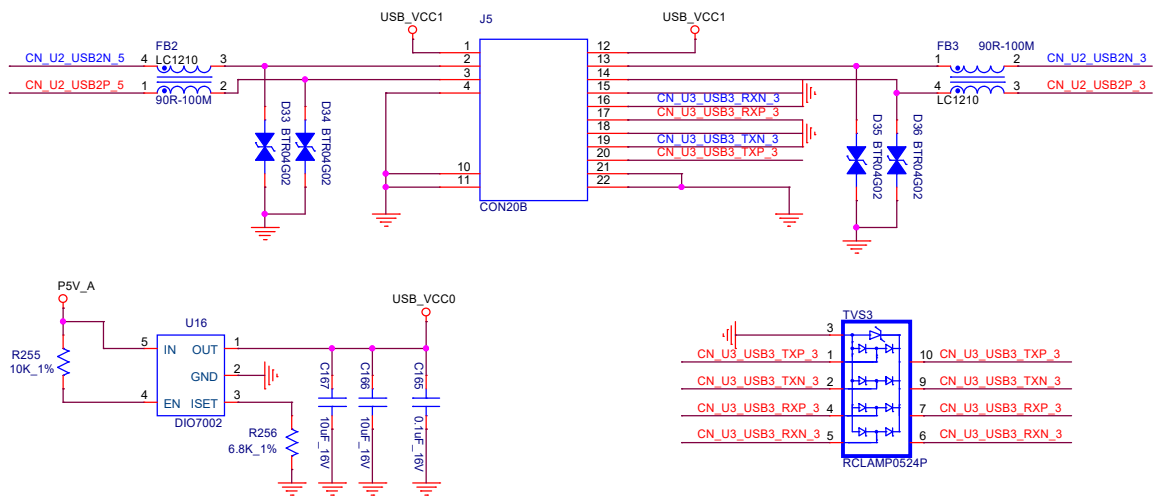 USB_VCC1
J5
USB_VCC1
FB2
LC1210
CN_U2_USB2N_5
4
3
CN_U2_USB2P_5
1
2
90R-100M
D33 BTR04G02
D34 BTR04G02
1
2
3
4
10
11
CON20B
12
13
14
15
16
17
18
19
20
21
22
CN_U3_USB3_RXN_3
CN_U3_USB3_RXP_3
CN_U3_USB3_TXN_3
CN_U3_USB3_TXP_3
FB3
90R-100M
1
2
CN_U2_USB2N_3
4
3
CN_U2_USB2P_3
LC1210
D35 BTR04G02
D36 BTR04G02
P5V_A
USB_VCC0
U16
R255
10K_1%
5
IN
OUT
1
GND
2
4
EN
ISET
3
DIO7002
R256
6.8K_1%
C167
10uF_16V
C166
10uF_16V
C165
0.1uF_16V
TVS3
3
CN_U3_USB3_TXP_3
1
10
CN_U3_USB3_TXP_3
CN_U3_USB3_TXN_3
2
9
CN_U3_USB3_TXN_3
CN_U3_USB3_RXP_3
4
7
CN_U3_USB3_RXP_3
CN_U3_USB3_RXN_3
5
6
CN_U3_USB3_RXN_3
RCLAMP0524P